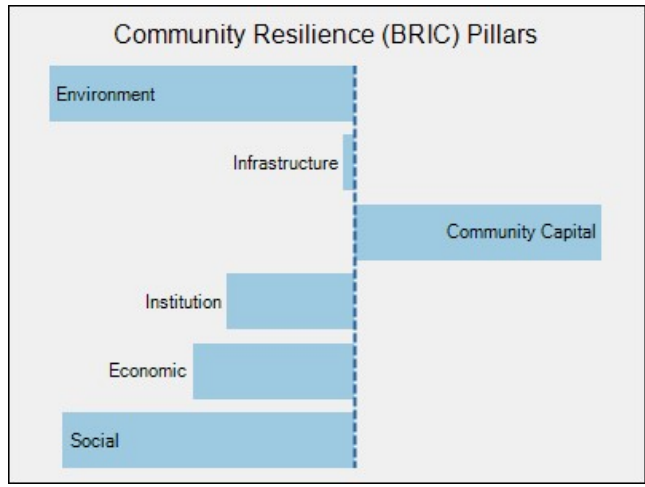 Community Resilience (BRIC) Pillars
Environment
Infrastructure
Community Capital
Institution
Economic
Social